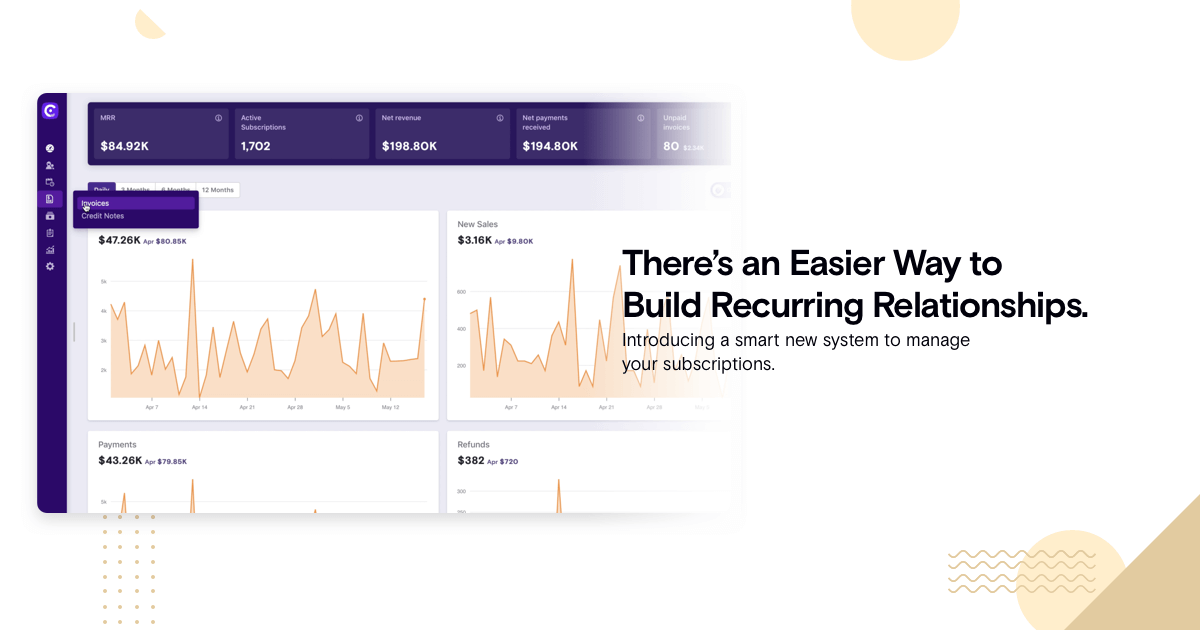 MRR
$84.92K
Active
Subscriptions
1,702
Net revenue
$198.80K
Net payments
received
$194.80K
Unpaid
invoices
80
Daily 3 Months 6 Months 12 Months
Invoices
Credit Notes
$47.26K Apr $80.85K
5k
4k
3k
2k
Apr 7 Apr 14 Apr 21 Apr 28 May 5 May 12
New Sales
$3.16K Apr $9.80K
600
400
200
Apr 7 Apr 14 Apr 21 Apr 28
There's an Easier Way to
Build Recurring Relationships.
Introducing a smart new system to manage
your subscriptions.
Payments
$43.26K Apr $79.85K
5k
Refunds
$382 Apr $720
300